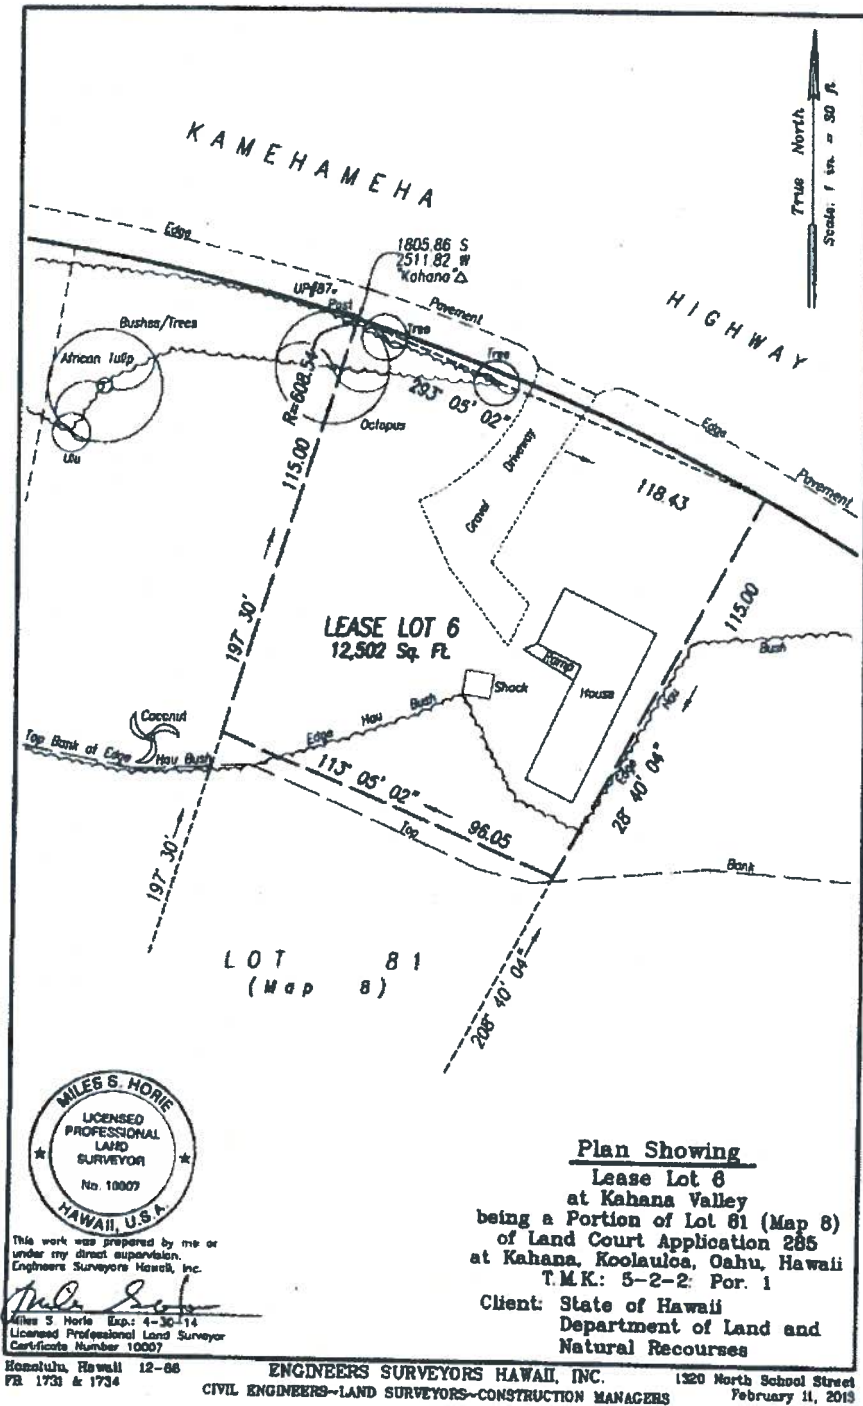 True North
Scale: 1 in. = 30 ft.
KAMEHAMEHA
HIGHWAY
Edge
1805.86 S
2511.82 W
"Kahana"
UP#87
Post
Pavement
Tree
Tree
Bushes/Trees
African Tulip
Ulu
R=608.54
115.00
Octopus
293° 05' 02"
Driveway
Gravel
Edge
Pavement
118.43
115.00
197° 30'
LEASE LOT 6
12,502 Sq. Ft.
Ramp
House
Shack
Bush
Hau
Edge
28° 40' 04"
Coconut
Top Bank of Edge
Hau Bush
Edge Hau Bush
113° 05' 02"
96.05
Top
Bank
197° 30'
208° 40' 04"
LOT 81
(Map 8)
MILES S. HORIE
LICENSED
PROFESSIONAL
LAND
SURVEYOR
No. 10007
HAWAII, U.S.A.
This work was prepared by me or
under my direct supervision.
Engineers Surveyors Hawaii, Inc.
Miles S. Horie Exp.: 4-30-14
Licensed Professional Land Surveyor
Certificate Number 10007
Plan Showing
Lease Lot 6
at Kahana Valley
being a Portion of Lot 81 (Map 8)
of Land Court Application 285
at Kahana, Koolauloa, Oahu, Hawaii
T.M.K.: 5-2-2: Por. 1
Client: State of Hawaii
Department of Land and
Natural Recourses
Honolulu, Hawaii 12-66
FB 1731 & 1734
ENGINEERS SURVEYORS HAWAII, INC.
CIVIL ENGINEERS~LAND SURVEYORS~CONSTRUCTION MANAGERS
1320 North School Street
February 11, 2013